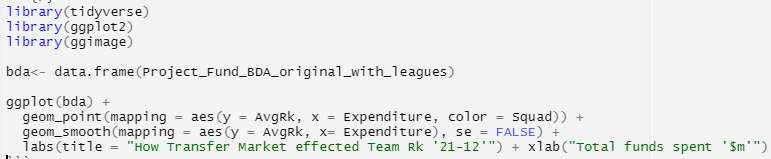 library(tidyverse)
library(ggplot2)
library(ggimage)
bda<- data.frame(Project_Fund_BDA_original_with_leagues)
ggplot(bda) +
  geom_point(mapping = aes(y = AvgRk, x = Expenditure, color = Squad)) +
  geom_smooth(mapping = aes(y = AvgRk, x= Expenditure), se = FALSE) +
  labs(title = "How Transfer Market effected Team Rk '21-12'") + xlab("Total funds spent '$m'")